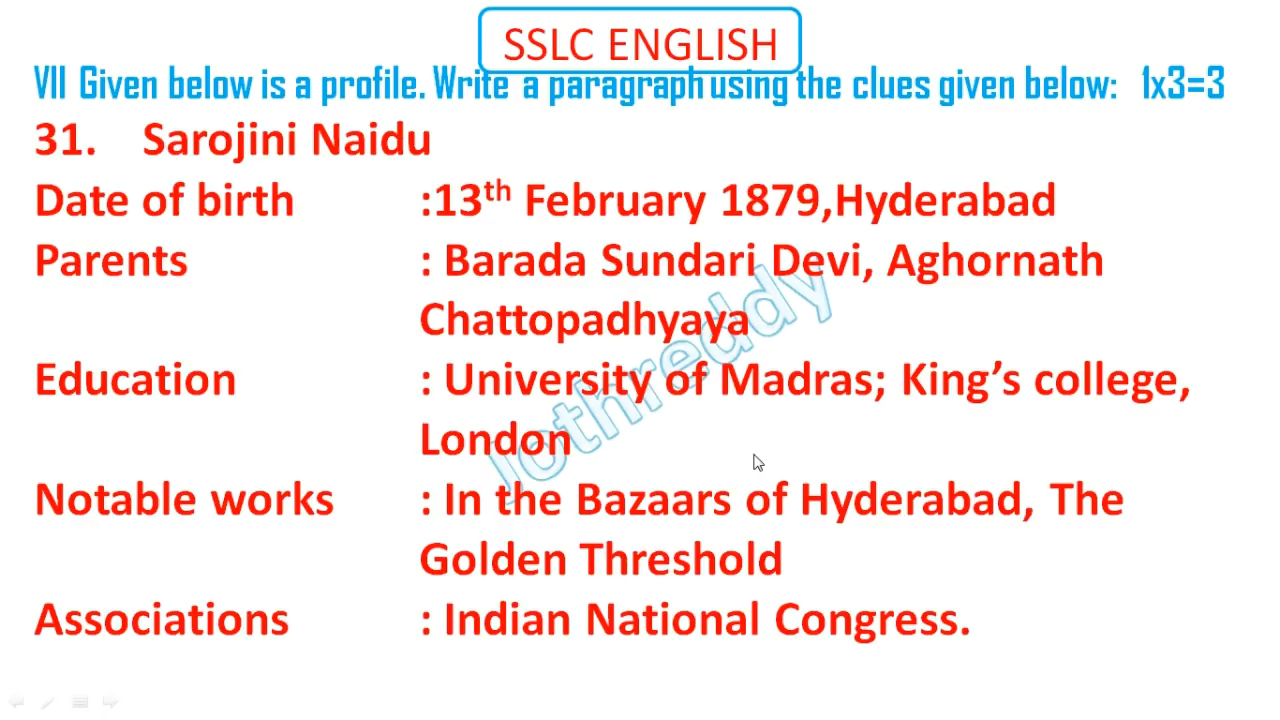 SSLC ENGLISH
VII Given below is a profile. Write a paragraph using the clues given below: 1x3=3
31. Sarojini Naidu
Date of birth :13th February 1879,Hyderabad
Parents : Barada Sundari Devi, Aghornath
Chattopadhyaya
Education : University of Madras; King’s college,
London
Notable works : In the Bazaars of Hyderabad, The
Golden Threshold
Associations : Indian National Congress.
Jothreddy